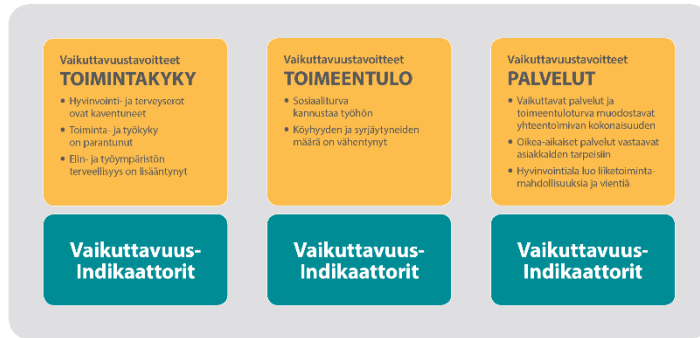 Vaikuttavuustavoitteet
TOIMINTAKYKY
• Hyvinvointi- ja terveyserot
ovat kaventuneet
• Toiminta- ja työkyky
on parantunut
• Elin- ja työympäristön
terveellisyys on lisääntynyt
Vaikuttavuus-
Indikaattorit
Vaikuttavuustavoitteet
TOIMEENTULO
• Sosiaaliturva
kannustaa työhön
• Köyhyyden ja syrjäytyneiden
määrä on vähentynyt
Vaikuttavuus-
Indikaattorit
Vaikuttavuustavoitteet
PALVELUT
• Vaikuttavat palvelut ja
toimeentuloturva muodostavat
yhteentoimivan kokonaisuuden
• Oikea-aikaiset palvelut vastaavat
asiakkaiden tarpeisiin
• Hyvinvointiala luo liiketoiminta-
mahdollisuuksia ja vientiä
Vaikuttavuus-
Indikaattorit